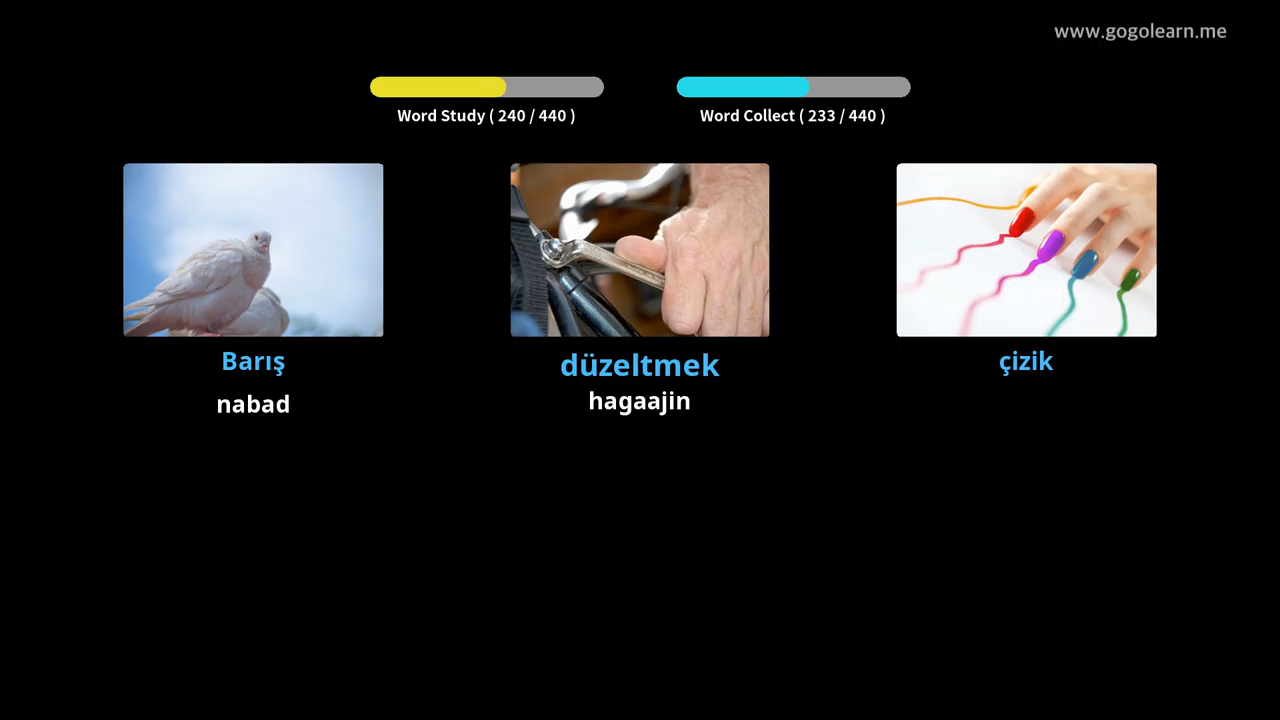 www.gogolearn.me
Word Study ( 240 / 440 )
Word Collect ( 233 / 440 )
Barış
düzeltmek
çizik
nabad
hagaajin